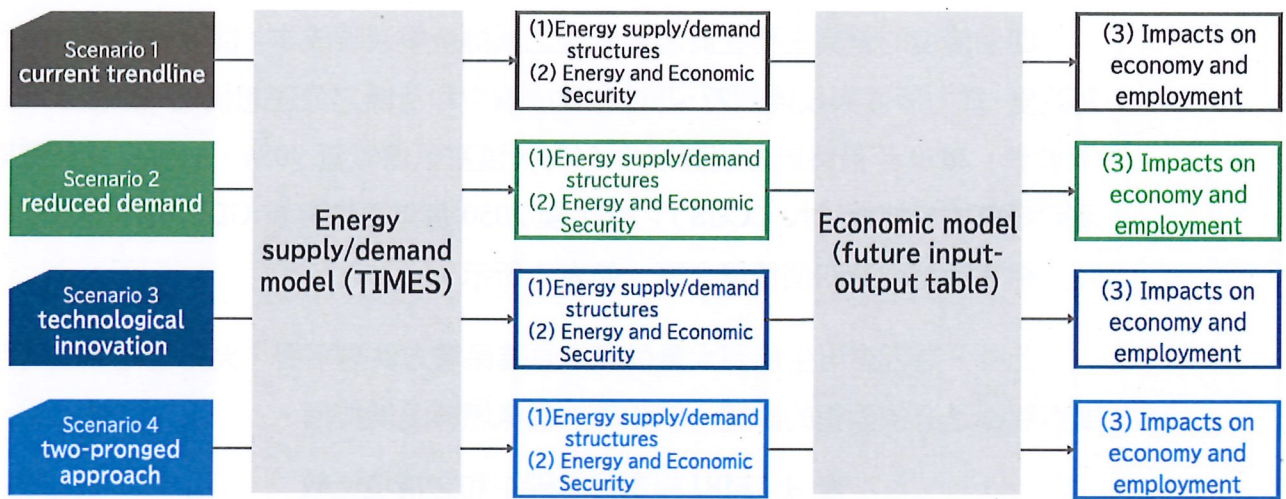 Scenario 1
current trendline
(1)Energy supply/demand
structures
(2) Energy and Economic
Security
(3) Impacts on
economy and
employment
Scenario 2
reduced demand
(1)Energy supply/demand
structures
(2) Energy and Economic
Security
(3) Impacts on
economy and
employment
Energy
supply/demand
model (TIMES)
Economic model
(future input-
output table)
Scenario 3
technological
innovation
(1)Energy supply/demand
structures
(2) Energy and Economic
Security
(3) Impacts on
economy and
employment
Scenario 4
two-pronged
approach
(1)Energy supply/demand
structures
(2) Energy and Economic
Security
(3) Impacts on
economy and
employment